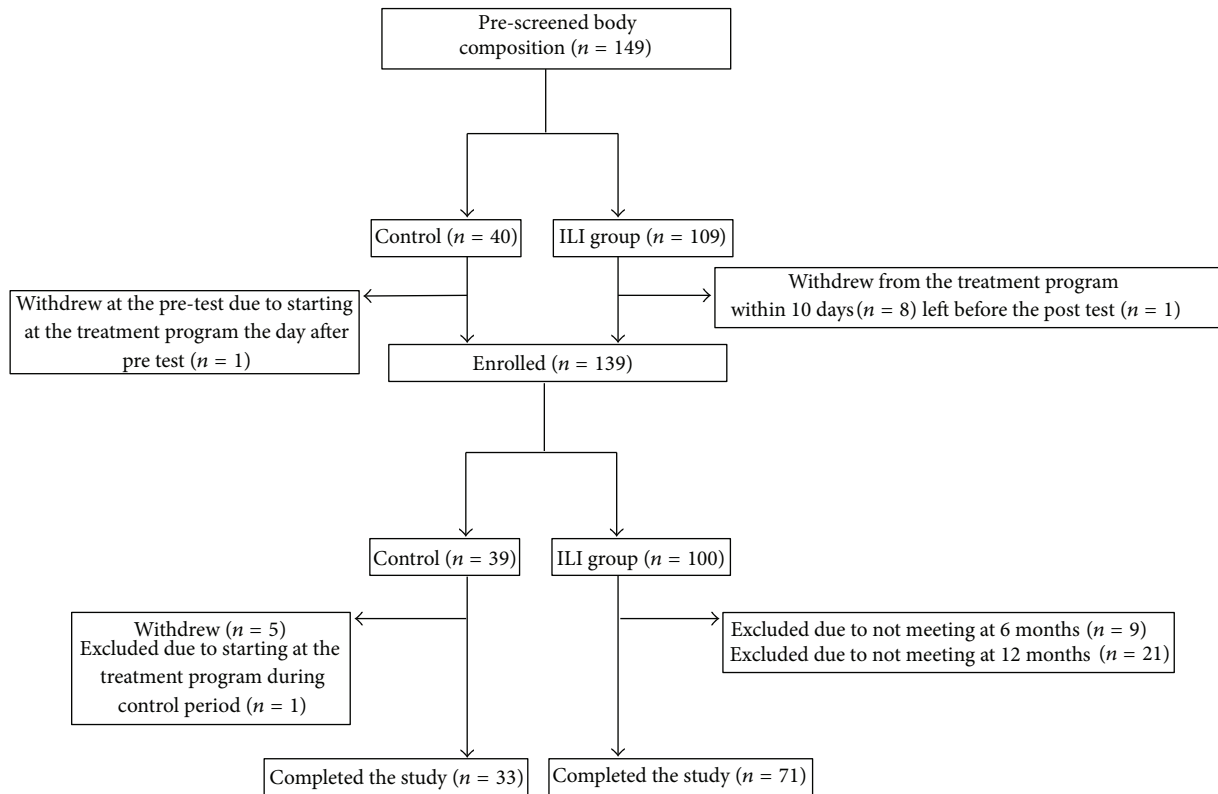 Pre-screened body
composition (n = 149)
Control (n = 40)
ILI group (n = 109)
Withdrew at the pre-test due to starting
at the treatment program the day after
pre test (n = 1)
Withdrew from the treatment program
within 10 days (n = 8) left before the post test (n = 1)
Enrolled (n = 139)
Control (n = 39)
ILI group (n = 100)
Withdrew (n = 5)
Excluded due to starting at the
treatment program during
control period (n = 1)
Excluded due to not meeting at 6 months (n = 9)
Excluded due to not meeting at 12 months (n = 21)
Completed the study (n = 33)
Completed the study (n = 71)